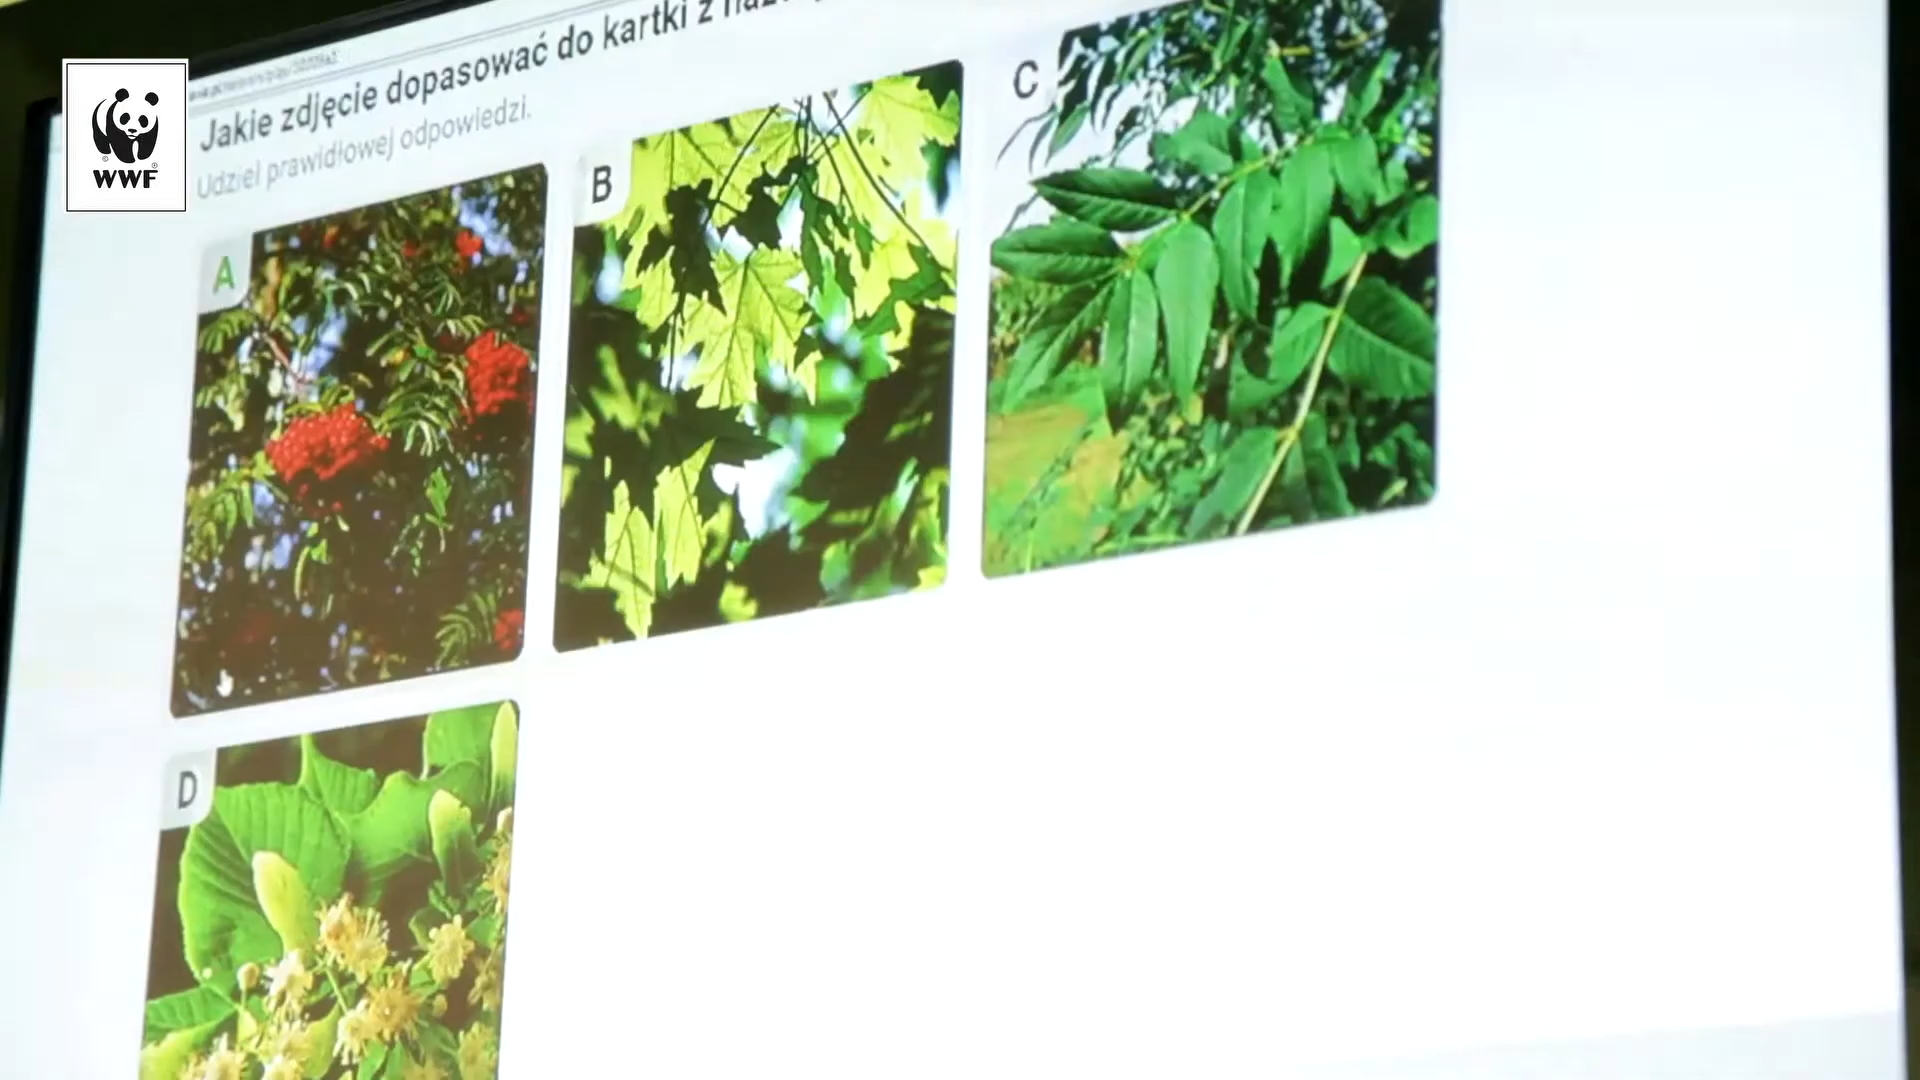 WWF
Jakie zdjęcie dopasować do kartki z
Udziel prawidłowej odpowiedzi.
A
B
C
D